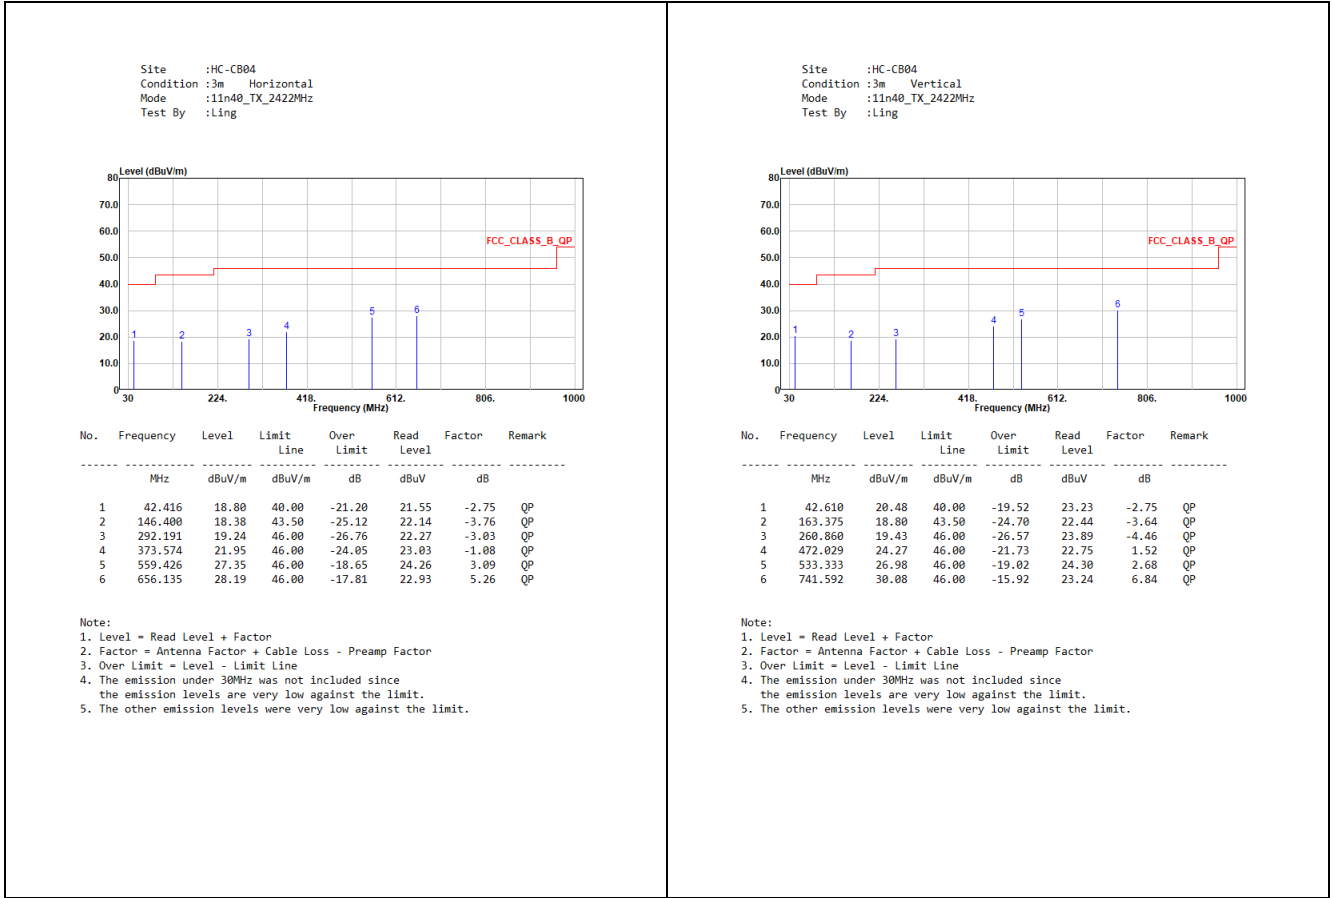 Site      :HC-CB04
Condition :3m    Horizontal
Mode      :11n40_TX_2422MHz
Test By   :Ling
Level (dBuV/m)
80
70.0
60.0
FCC_CLASS_B_QP
50.0
40.0
30.0
20.0
10.0
0
1 2 3 4 5 6
30 224. 418. 612. 806. 1000
Frequency (MHz)
No. Frequency Level Limit Over Read Factor Remark
Line Limit Level
------ ----------- -------- --------- --------- -------- -------- ---------
MHz dBuV/m dBuV/m dB dBuV dB
1 42.416 18.80 40.00 -21.20 21.55 -2.75 QP
2 146.400 18.38 43.50 -25.12 22.14 -3.76 QP
3 292.191 19.24 46.00 -26.76 22.27 -3.03 QP
4 373.574 21.95 46.00 -24.05 23.03 -1.08 QP
5 559.426 27.35 46.00 -18.65 24.26 3.09 QP
6 656.135 28.19 46.00 -17.81 22.93 5.26 QP
Note:
1. Level = Read Level + Factor
2. Factor = Antenna Factor + Cable Loss - Preamp Factor
3. Over Limit = Level - Limit Line
4. The emission under 30MHz was not included since
the emission levels are very low against the limit.
5. The other emission levels were very low against the limit.
Site      :HC-CB04
Condition :3m    Vertical
Mode      :11n40_TX_2422MHz
Test By   :Ling
Level (dBuV/m)
80
70.0
60.0
FCC_CLASS_B_QP
50.0
40.0
30.0
20.0
10.0
0
1 2 3 4 5 6
30 224. 418. 612. 806. 1000
Frequency (MHz)
No. Frequency Level Limit Over Read Factor Remark
Line Limit Level
------ ----------- -------- --------- --------- -------- -------- ---------
MHz dBuV/m dBuV/m dB dBuV dB
1 42.610 20.48 40.00 -19.52 23.23 -2.75 QP
2 163.375 18.80 43.50 -24.70 22.44 -3.64 QP
3 260.860 19.43 46.00 -26.57 23.89 -4.46 QP
4 472.029 24.27 46.00 -21.73 22.75 1.52 QP
5 533.333 26.98 46.00 -19.02 24.30 2.68 QP
6 741.592 30.08 46.00 -15.92 23.24 6.84 QP
Note:
1. Level = Read Level + Factor
2. Factor = Antenna Factor + Cable Loss - Preamp Factor
3. Over Limit = Level - Limit Line
4. The emission under 30MHz was not included since
the emission levels are very low against the limit.
5. The other emission levels were very low against the limit.